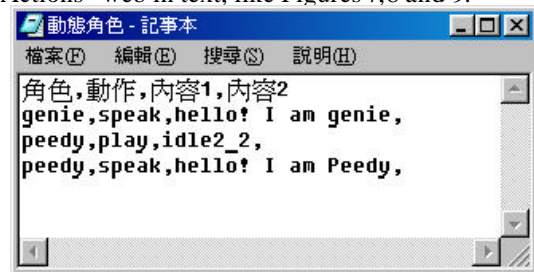 Actions" web in text, like Figures 7,8 and 9.
動態角色 - 記事本
檔案(F) 編輯(E) 搜尋(S) 說明(H)
角色,動作,內容1,內容2
genie,speak,hello! I am genie,
peedy,play,idle2_2,
peedy,speak,hello! I am Peedy,